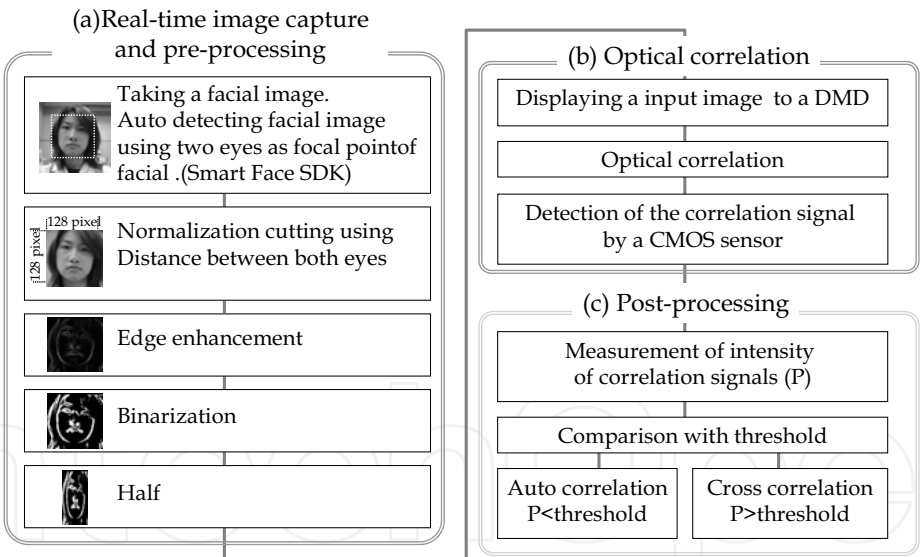 (a)Real-time image capture
and pre-processing
Taking a facial image.
Auto detecting facial image
using two eyes as focal pointof
facial .(Smart Face SDK)
128 pixel
128 pixel
Normalization cutting using
Distance between both eyes
Edge enhancement
Binarization
Half
(b) Optical correlation
Displaying a input image to a DMD
Optical correlation
Detection of the correlation signal
by a CMOS sensor
(c) Post-processing
Measurement of intensity
of correlation signals (P)
Comparison with threshold
Auto correlation
P<threshold
Cross correlation
P>threshold